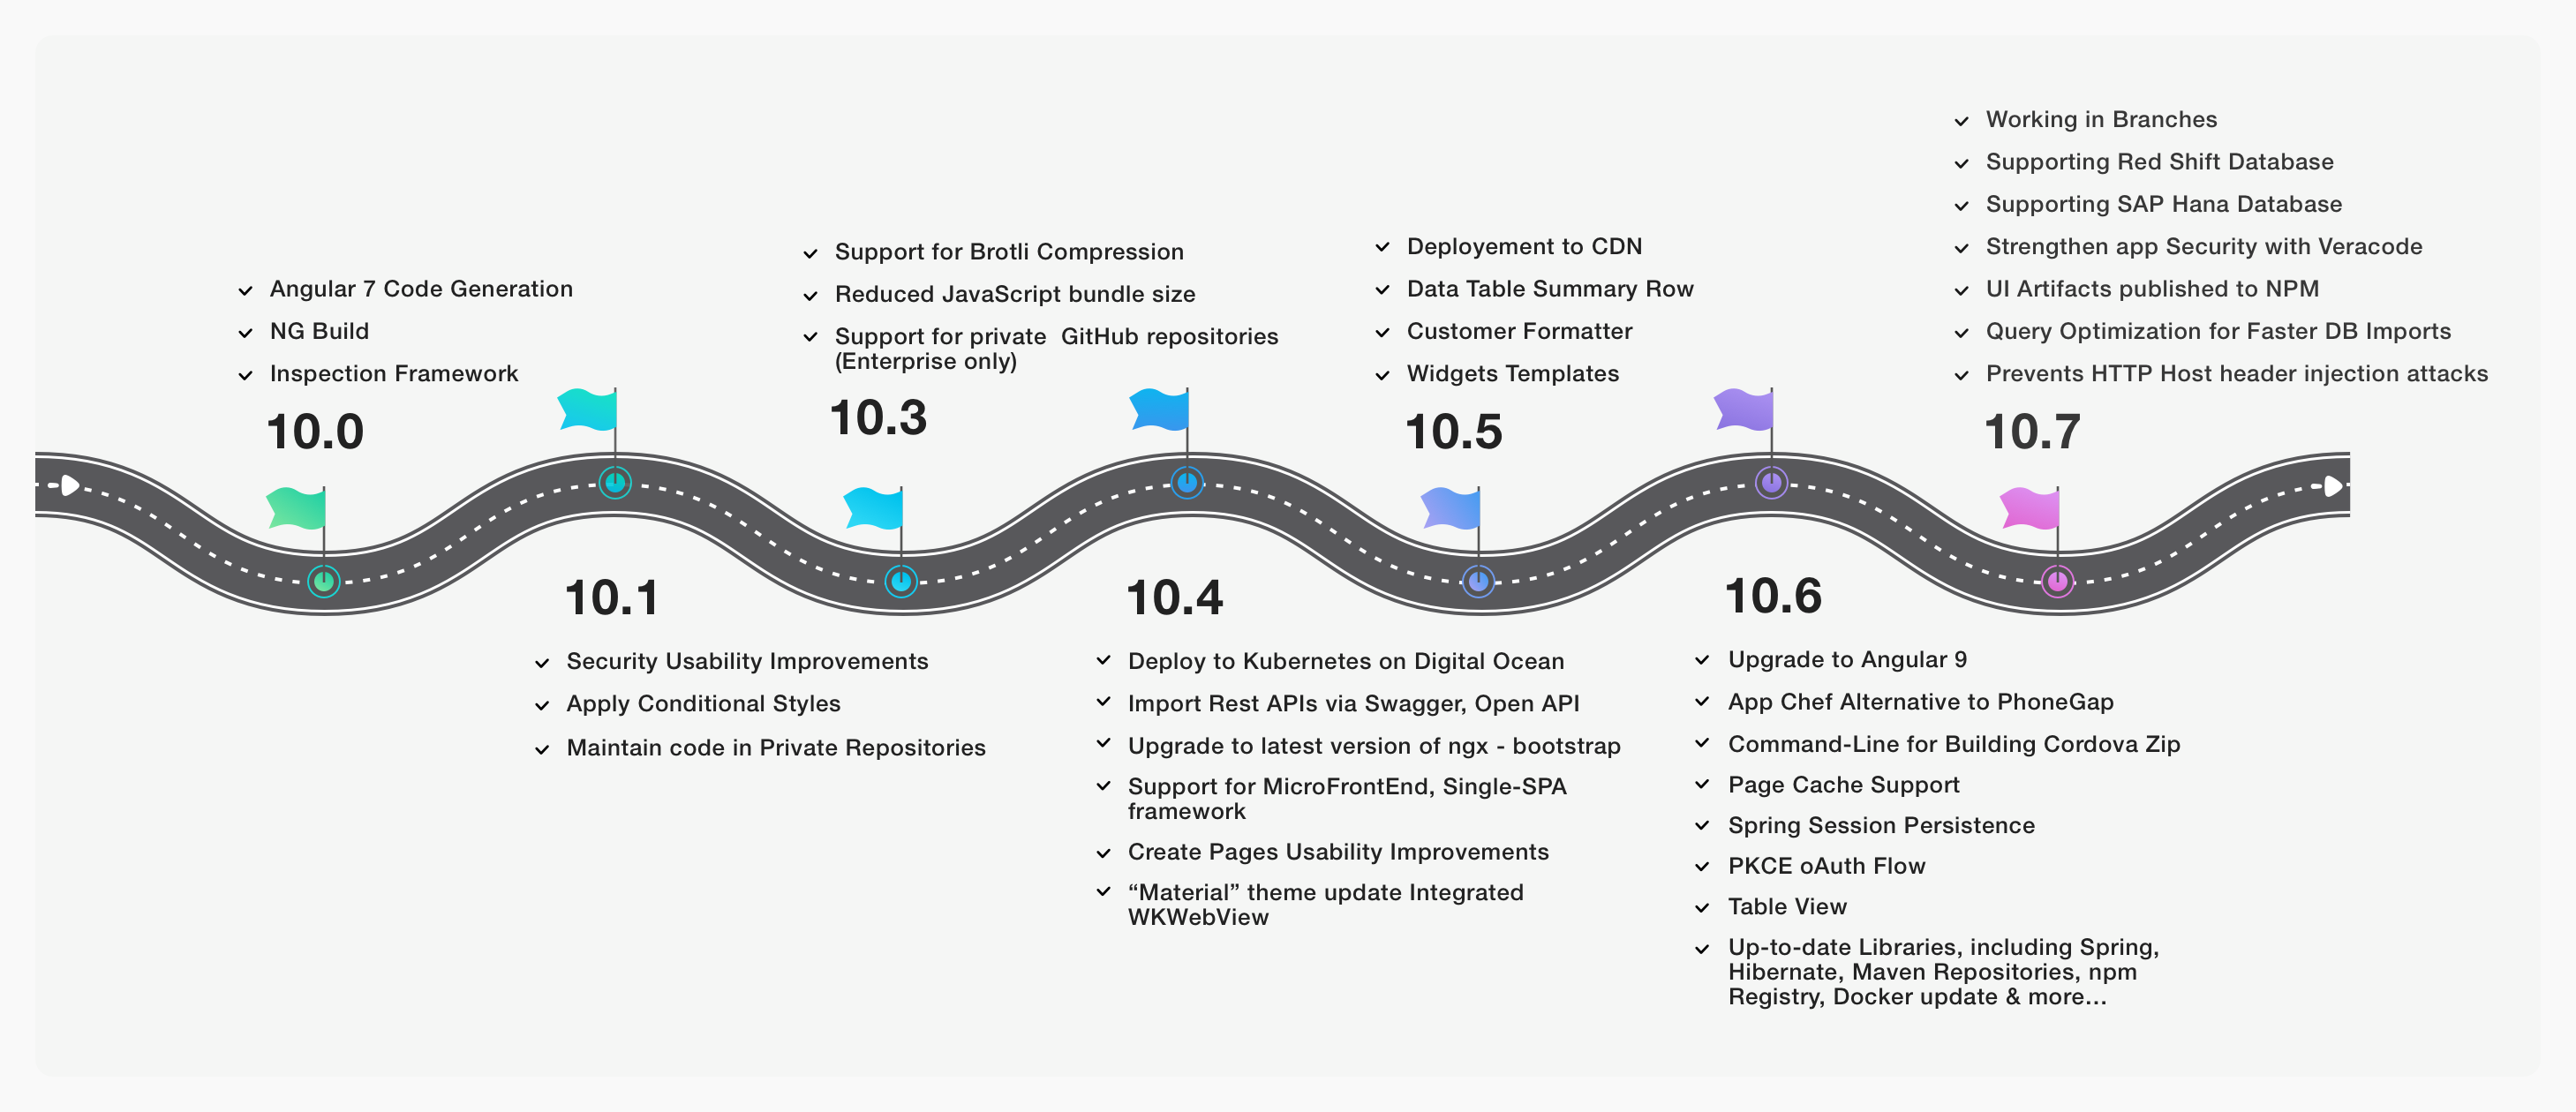 Angular 7 Code Generation
NG Build
Inspection Framework
10.0
10.1
Security Usability Improvements
Apply Conditional Styles
Maintain code in Private Repositories
Support for Brotli Compression
Reduced JavaScript bundle size
Support for private  GitHub repositories
(Enterprise only)
10.3
10.4
Deploy to Kubernetes on Digital Ocean
Import Rest APIs via Swagger, Open API
Upgrade to latest version of ngx - bootstrap
Support for MicroFrontEnd, Single-SPA
framework
Create Pages Usability Improvements
“Material” theme update Integrated
WKWebView
Deployement to CDN
Data Table Summary Row
Customer Formatter
Widgets Templates
10.5
10.6
Upgrade to Angular 9
App Chef Alternative to PhoneGap
Command-Line for Building Cordova Zip
Page Cache Support
Spring Session Persistence
PKCE oAuth Flow
Table View
Up-to-date Libraries, including Spring,
Hibernate, Maven Repositories, npm
Registry, Docker update & more...
Working in Branches
Supporting Red Shift Database
Supporting SAP Hana Database
Strengthen app Security with Veracode
UI Artifacts published to NPM
Query Optimization for Faster DB Imports
Prevents HTTP Host header injection attacks
10.7